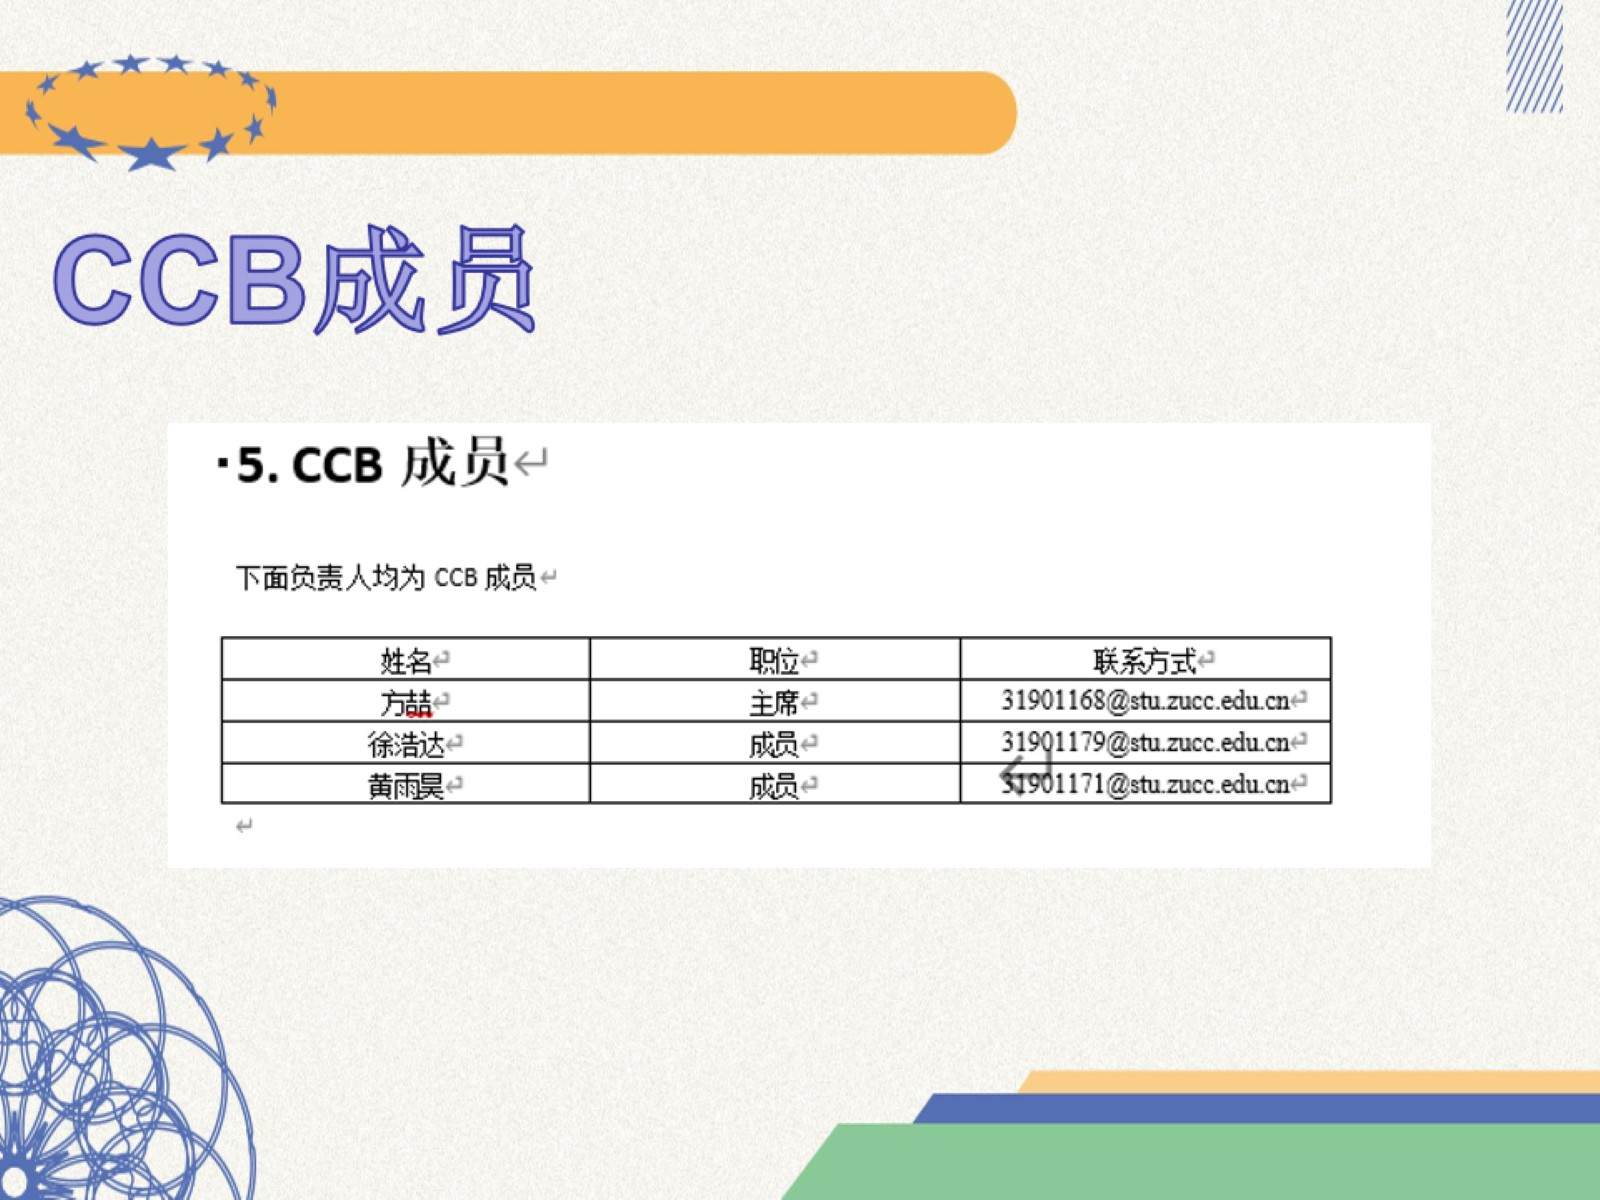 CCB成员
5. CCB 成员
下面负责人均为 CCB 成员
姓名 职位 联系方式
方喆 主席 31901168@stu.zucc.edu.cn
徐浩达 成员 31901179@stu.zucc.edu.cn
黄雨昊 成员 31901171@stu.zucc.edu.cn